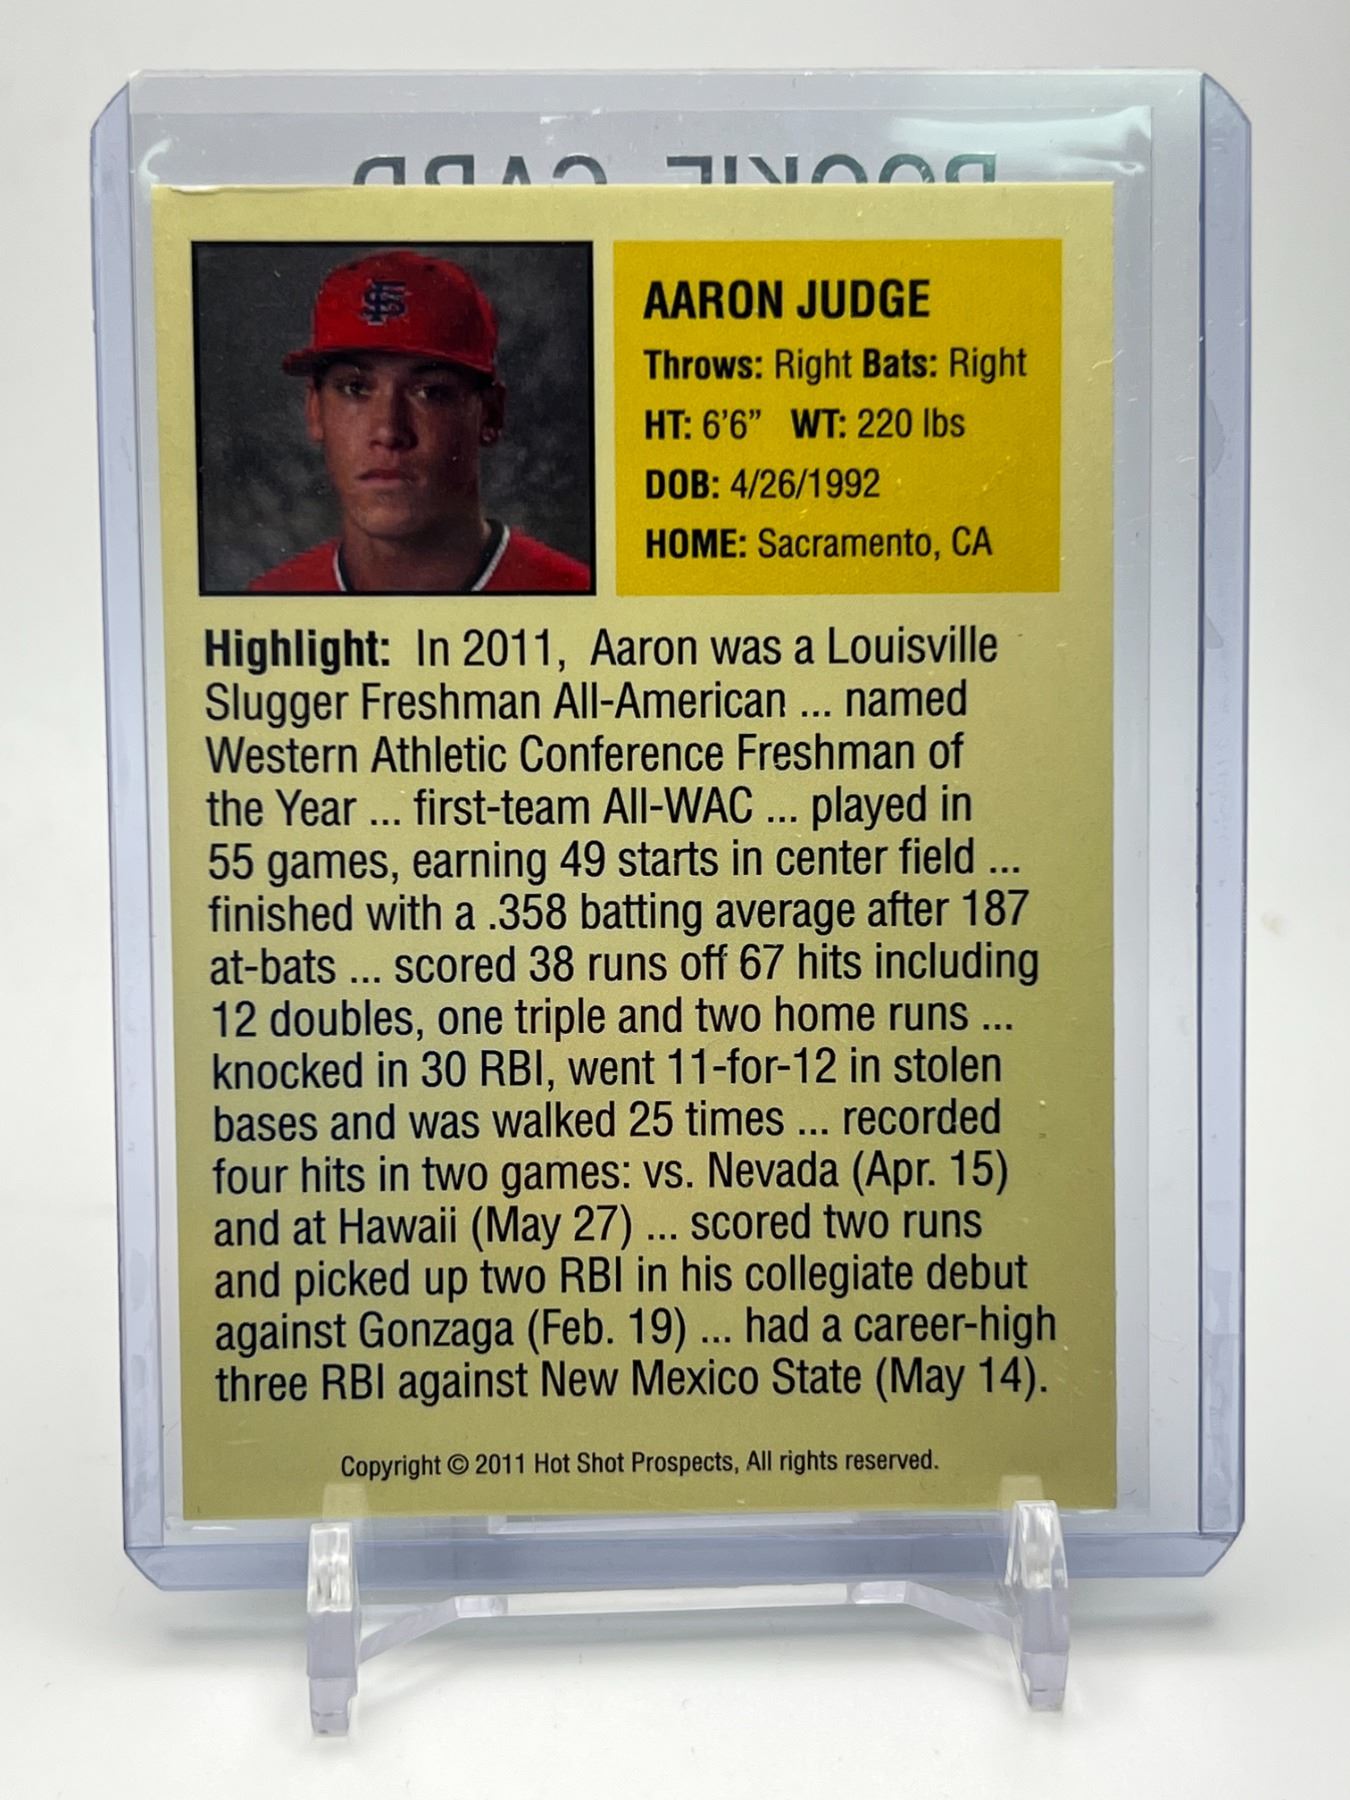 ROOKIE CARD
FS
AARON JUDGE
Throws: Right Bats: Right
HT: 6'6” WT: 220 lbs
DOB: 4/26/1992
HOME: Sacramento, CA
Highlight: In 2011, Aaron was a Louisville
Slugger Freshman All-American ... named
Western Athletic Conference Freshman of
the Year ... first-team All-WAC ... played in
55 games, earning 49 starts in center field ...
finished with a .358 batting average after 187
at-bats ... scored 38 runs off 67 hits including
12 doubles, one triple and two home runs ...
knocked in 30 RBI, went 11-for-12 in stolen
bases and was walked 25 times ... recorded
four hits in two games: vs. Nevada (Apr. 15)
and at Hawaii (May 27) ... scored two runs
and picked up two RBI in his collegiate debut
against Gonzaga (Feb. 19) ... had a career-high
three RBI against New Mexico State (May 14).
Copyright © 2011 Hot Shot Prospects, All rights reserved.